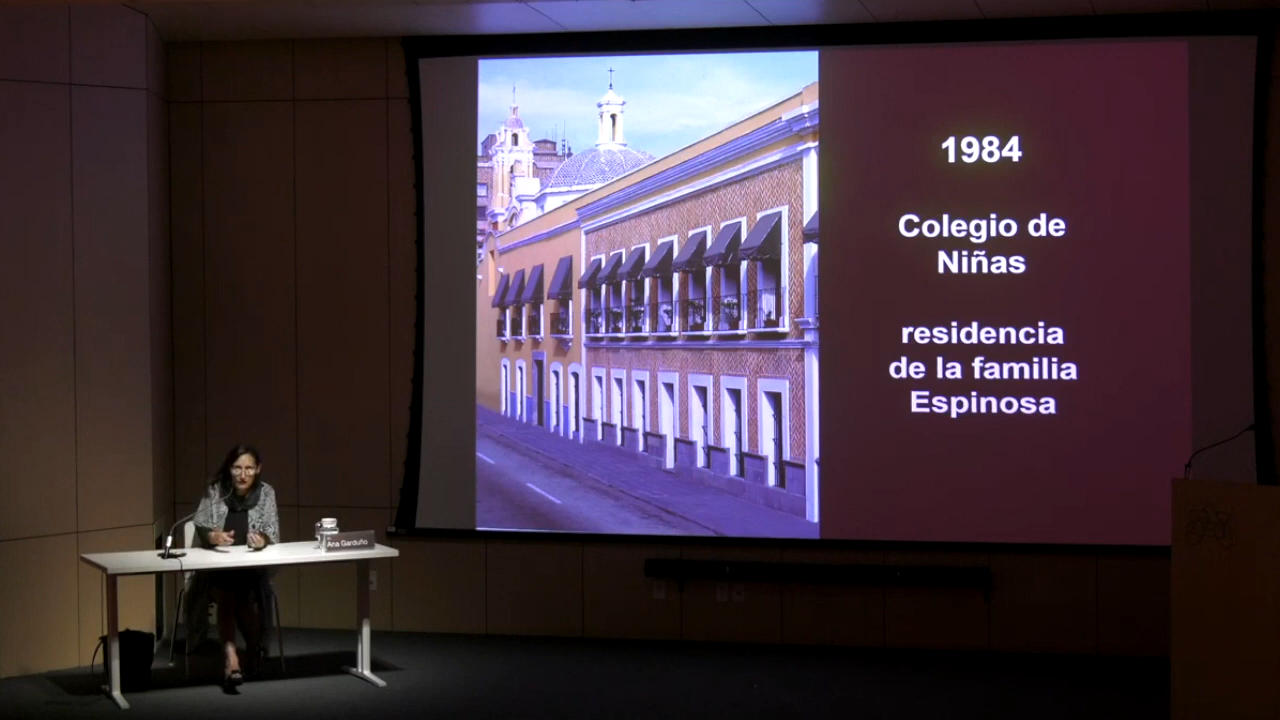 1984
Colegio de
Niñas
residencia
de la familia
Espinosa
Ana Garduño